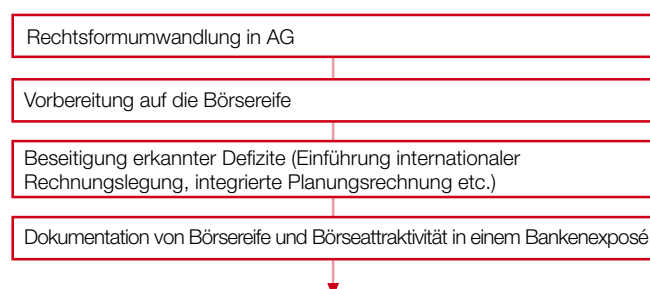 Rechtsformumwandlung in AG
Vorbereitung auf die Börsereife
Beseitigung erkannter Defizite (Einführung internationaler
Rechnungslegung, integrierte Planungsrechnung etc.)
Dokumentation von Börsereife und Börseattraktivität in einem Bankenexposé